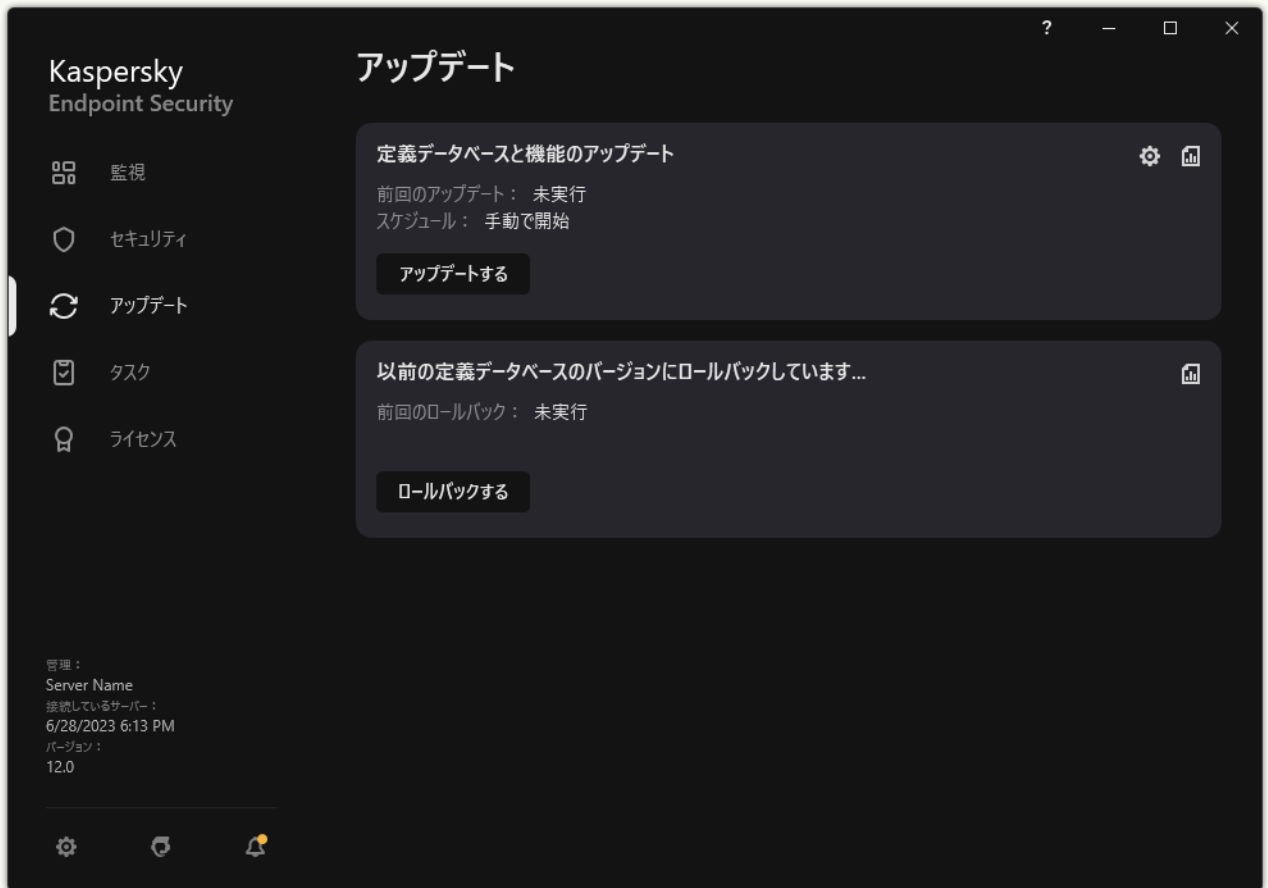 ?
Kaspersky
Endpoint Security
監視
セキュリティ
アップデート
タスク
ライセンス
管理：
Server Name
接続しているサーバー：
6/28/2023 6:13 PM
バージョン：
12.0
アップデート
定義データベースと機能のアップデート
前回のアップデート： 未実行
スケジュール： 手動で開始
アップデートする
以前の定義データベースのバージョンにロールバックしています...
前回のロールバック： 未実行
ロールバックする